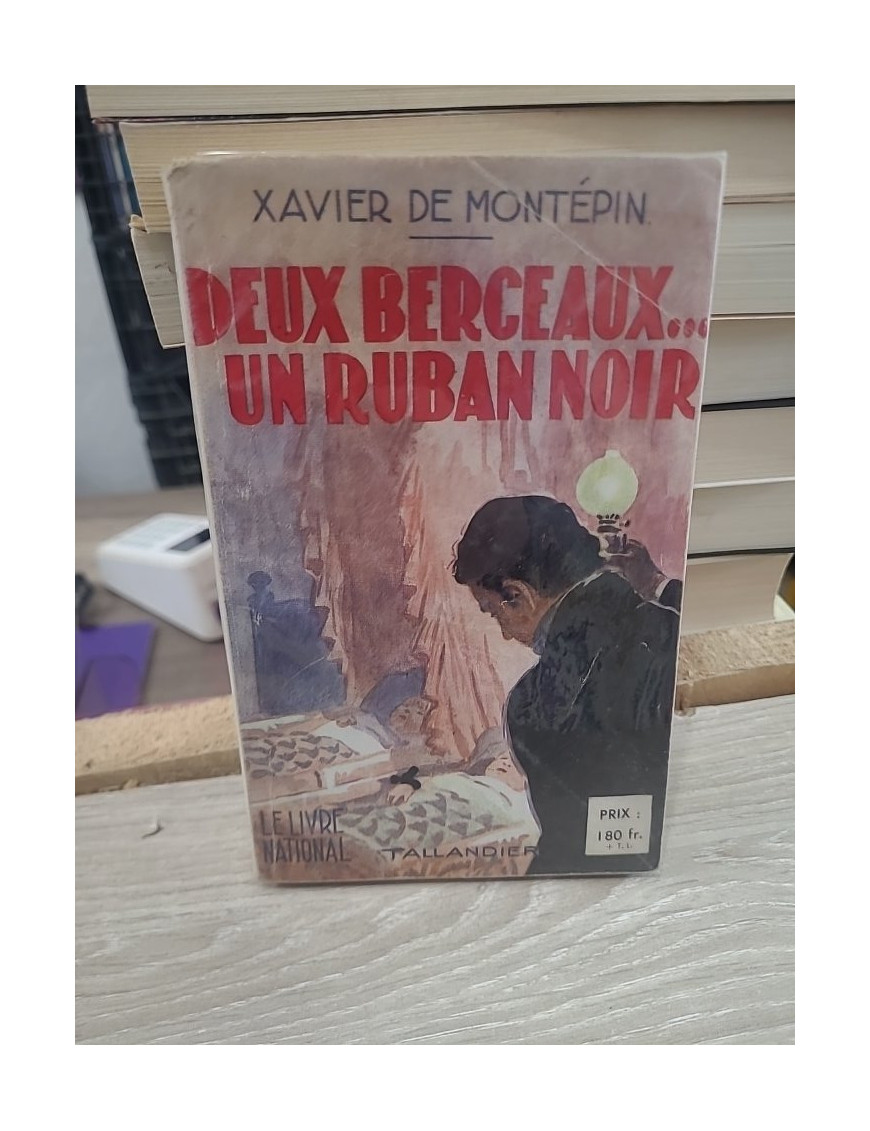 XAVIER DE MONTÉPIN
DEUX BERCEAUX...
UN RUBAN NOIR
LE LIVRE
NATIONAL
TALLANDIER
PRIX :
180 fr.
+ T. L.